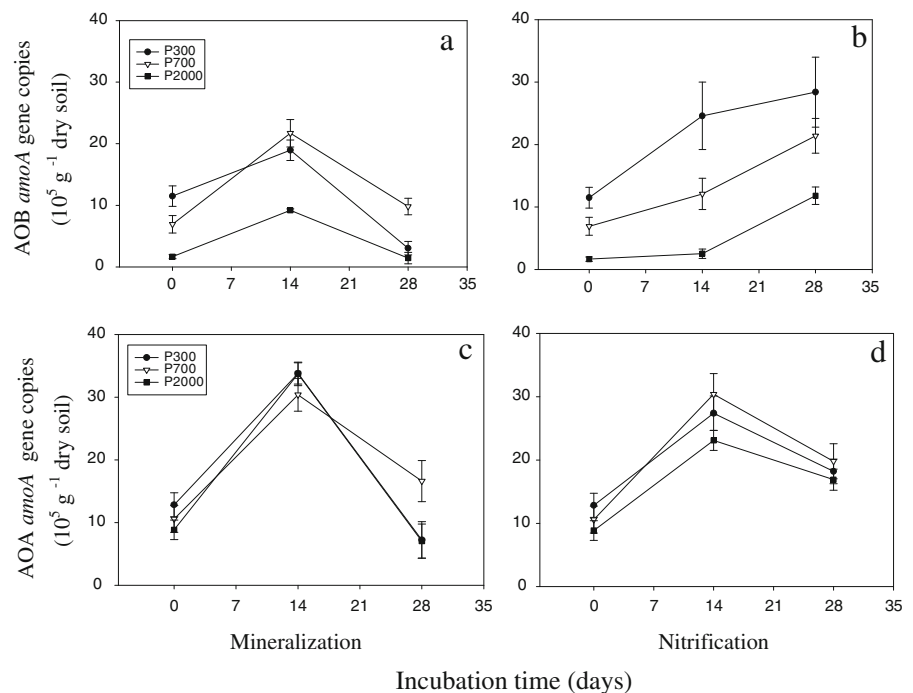 a
P300
P700
P2000
AOB amoA gene copies
(10⁵ g ⁻¹ dry soil)
40
30
20
10
0
0 7 14 21 28 35
b
40
30
20
10
0
0 7 14 21 28 35
c
P300
P700
P2000
AOA amoA gene copies
(10⁵ g ⁻¹ dry soil)
40
30
20
10
0
0 7 14 21 28 35
Mineralization
d
40
30
20
10
0
0 7 14 21 28 35
Nitrification
Incubation time (days)